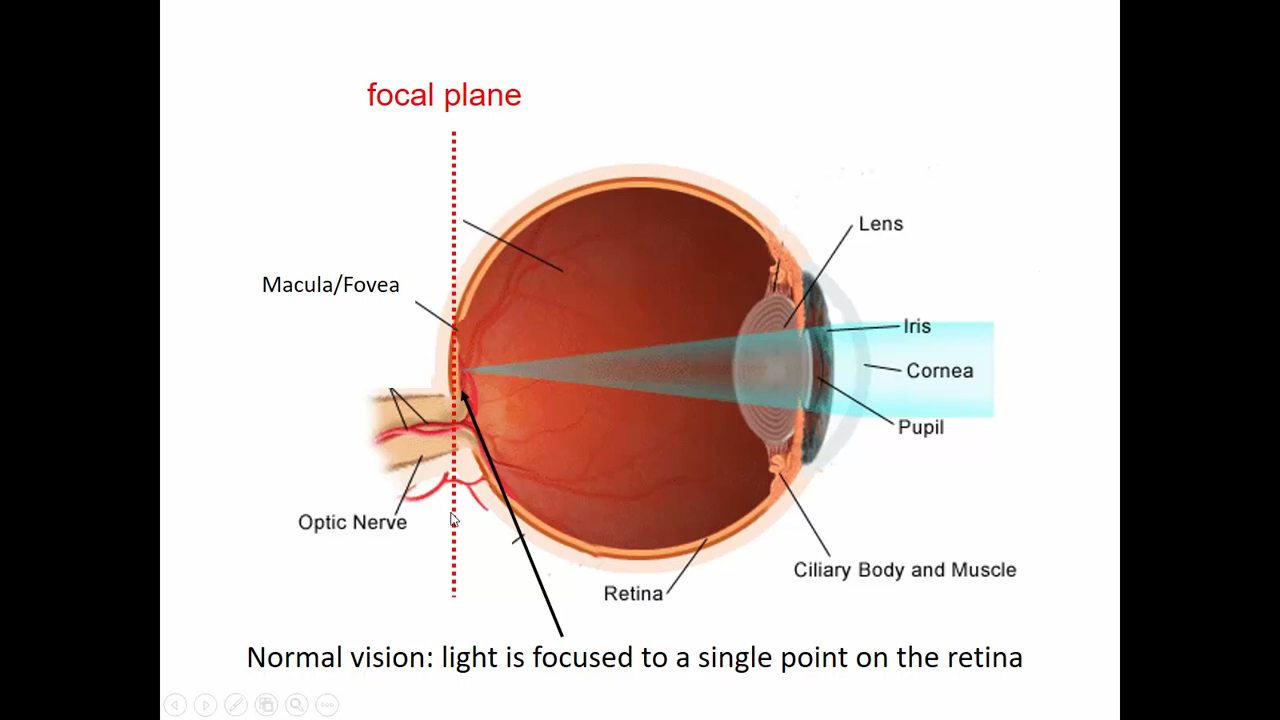 focal plane
Lens
Macula/Fovea
Iris
Cornea
Pupil
Optic Nerve
Ciliary Body and Muscle
Retina
Normal vision: light is focused to a single point on the retina